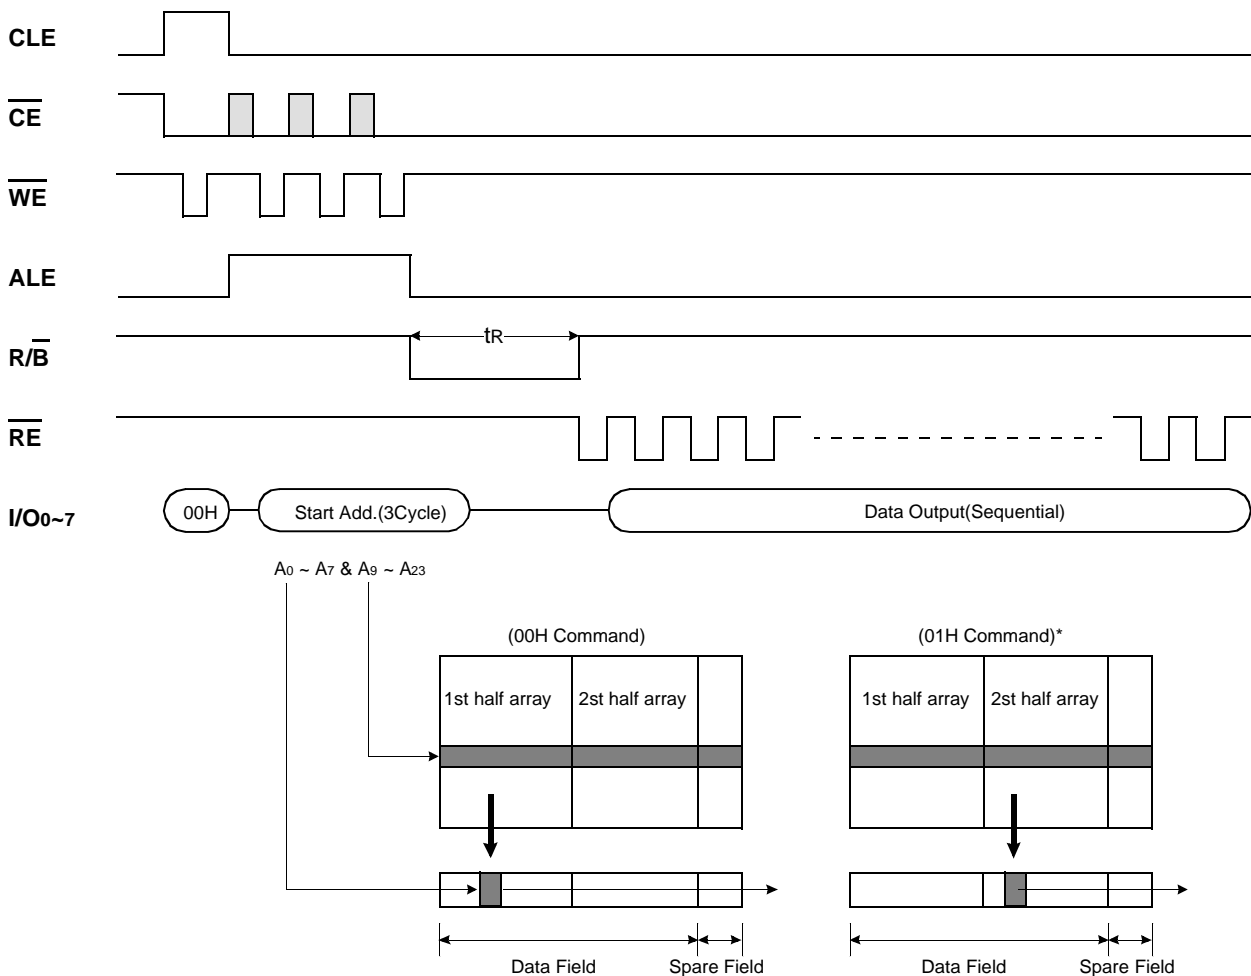 CLE
CE
WE
ALE
R/B
tR
RE
I/O0~7
00H
Start Add.(3Cycle)
Data Output(Sequential)
A0 ~ A7 & A9 ~ A23
(00H Command)
(01H Command)*
1st half array
2st half array
1st half array
2st half array
Data Field
Spare Field
Data Field
Spare Field